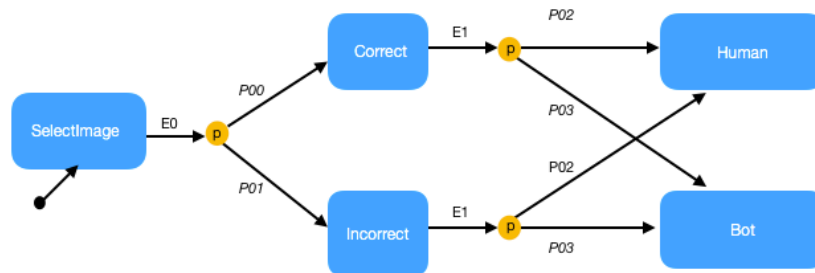 P02
Correct
E1
p
Human
P00
P03
SelectImage
E0
p
P02
P01
Incorrect
E1
p
P03
Bot